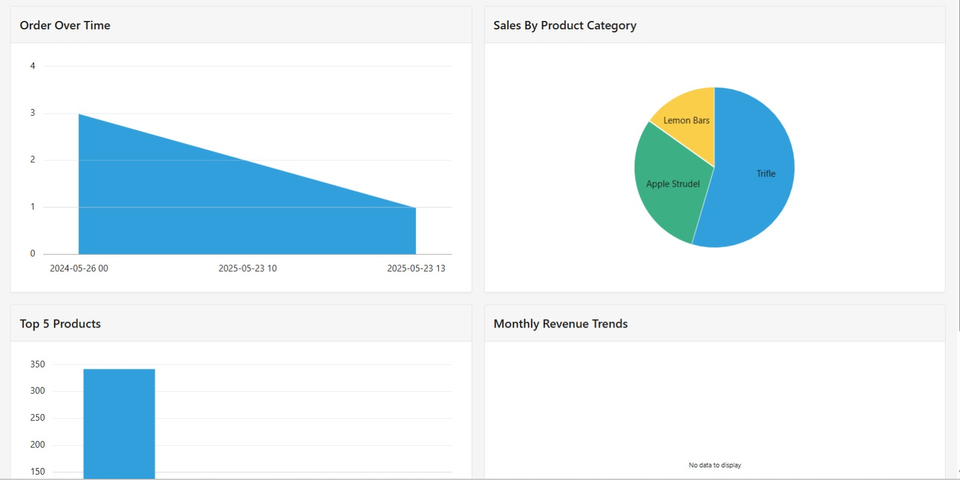 Order Over Time
4
3
2
1
0
2024-05-26 00
2025-05-23 10
2025-05-23 13
Sales By Product Category
Lemon Bars
Apple Strudel
Trifle
Top 5 Products
350
300
250
200
150
Monthly Revenue Trends
No data to display